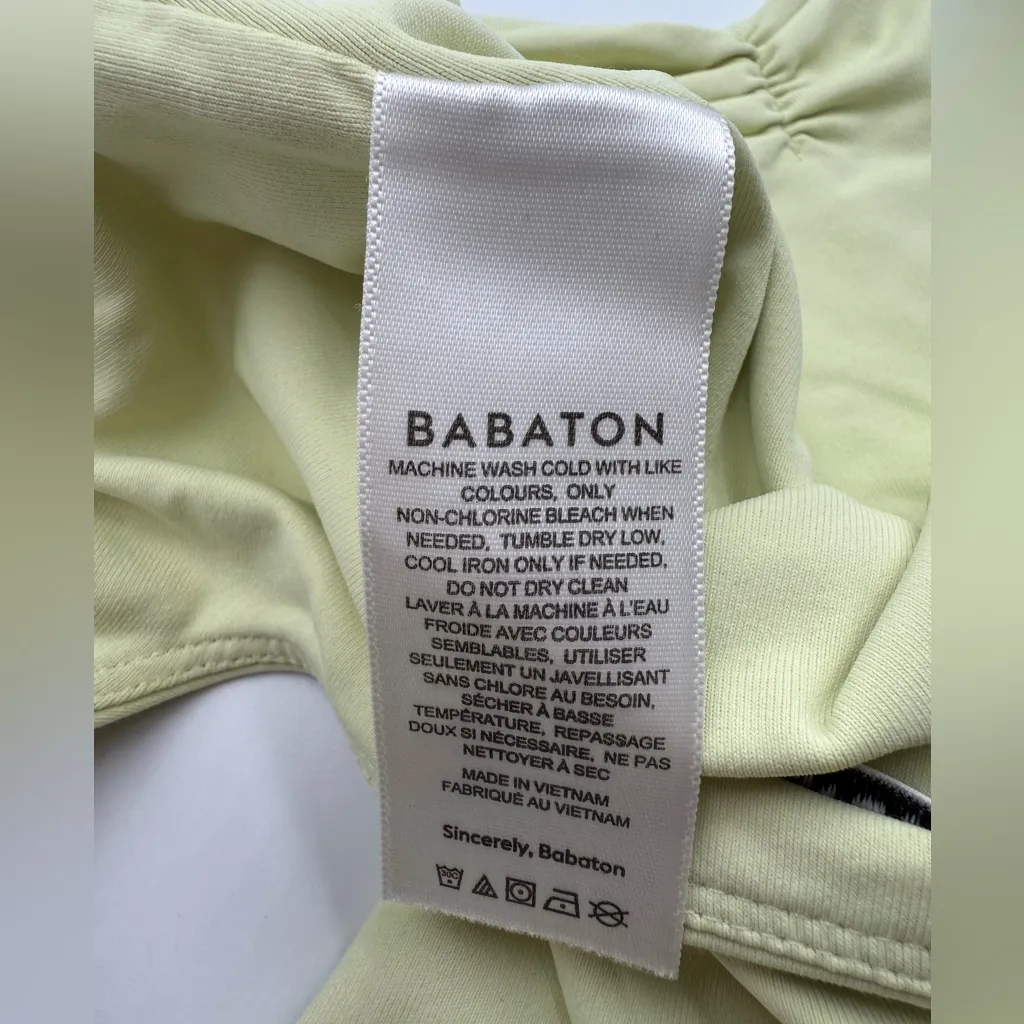 BABATON
MACHINE WASH COLD WITH LIKE
COLOURS, ONLY
NON-CHLORINE BLEACH WHEN
NEEDED, TUMBLE DRY LOW,
COOL IRON ONLY IF NEEDED,
DO NOT DRY CLEAN
LAVER À LA MACHINE À L'EAU
FROIDE AVEC COULEURS
SEMBLABLES, UTILISER
SEULEMENT UN JAVELLISANT
SANS CHLORE AU BESOIN,
SÉCHER À BASSE
TEMPÉRATURE, REPASSAGE
DOUX SI NÉCESSAIRE, NE PAS
NETTOYER À SEC
MADE IN VIETNAM
FABRIQUÉ AU VIETNAM
Sincerely, Babaton
30C